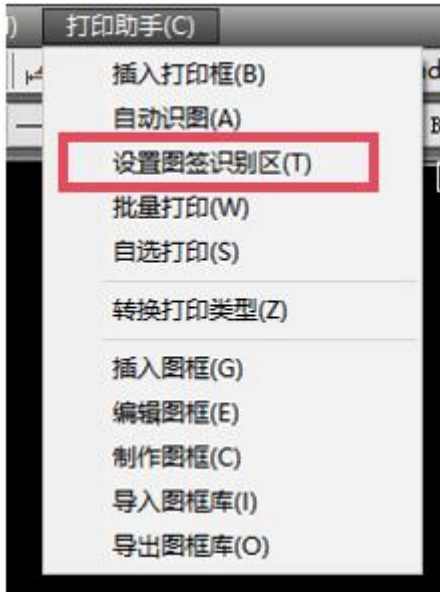 打印助手(C)
插入打印框(B)
自动识图(A)
设置图签识别区(T)
批量打印(W)
自选打印(S)
转换打印类型(Z)
插入图框(G)
编辑图框(E)
制作图框(C)
导入图框库(I)
导出图框库(O)